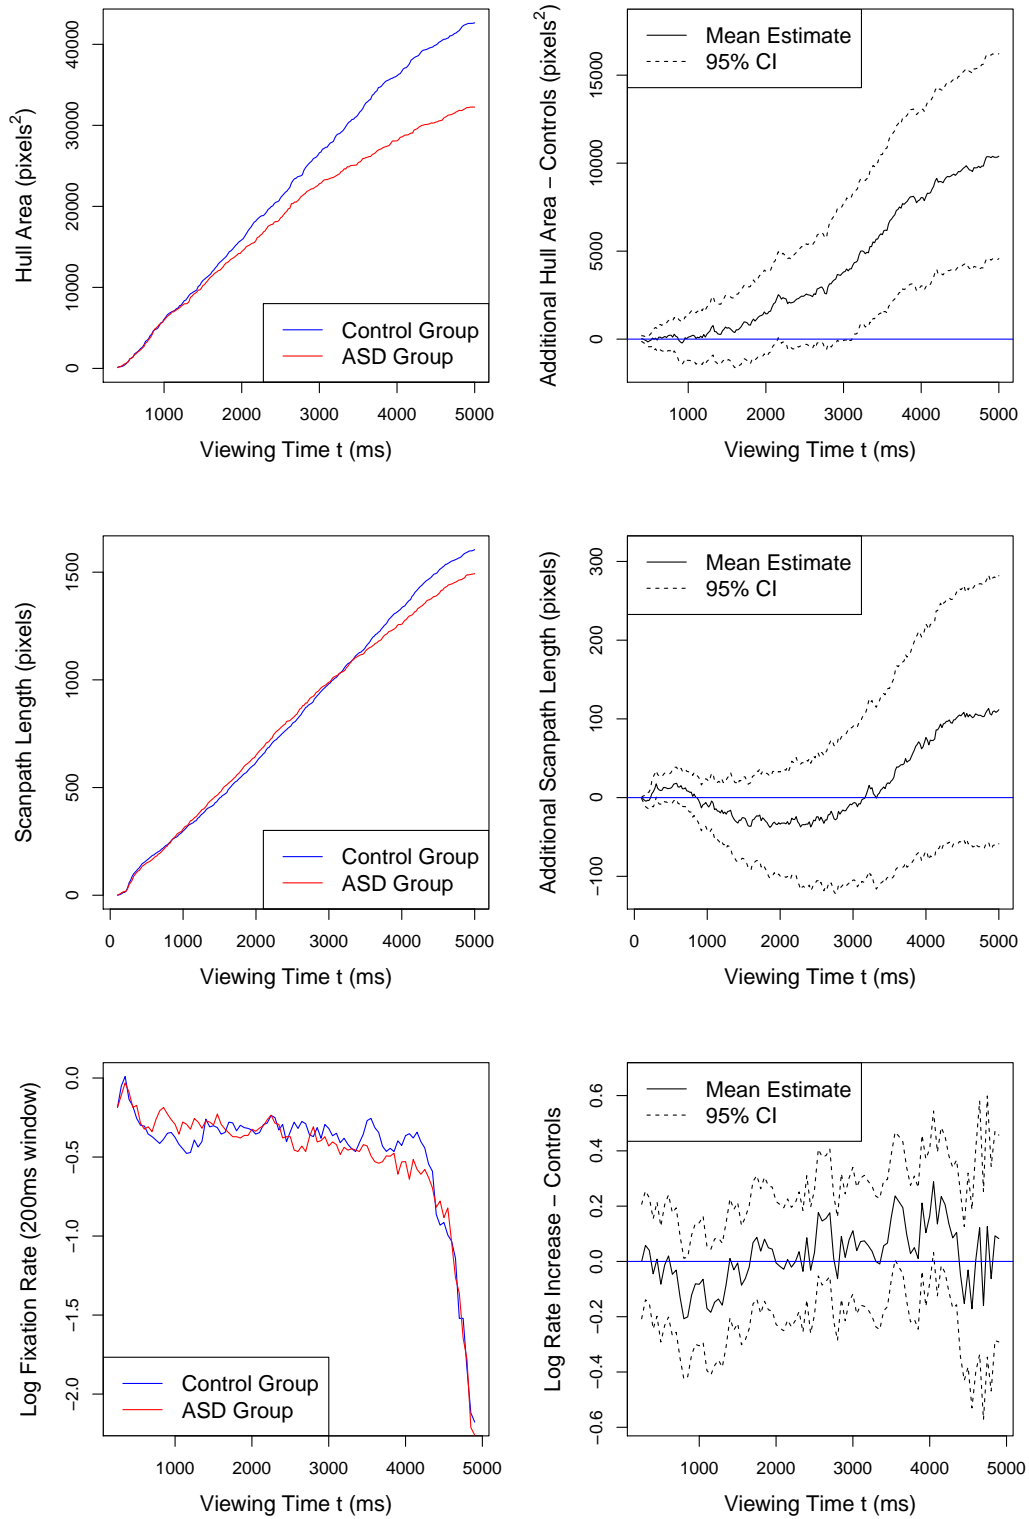 Hull Area (pixels²)
0 10000 20000 30000 40000
Control Group
ASD Group
1000 2000 3000 4000 5000
Viewing Time t (ms)
Additional Hull Area − Controls (pixels²)
0 5000 10000 15000
Mean Estimate
95% CI
1000 2000 3000 4000 5000
Viewing Time t (ms)
Scanpath Length (pixels)
0 500 1000 1500
Control Group
ASD Group
0 1000 2000 3000 4000 5000
Viewing Time t (ms)
Additional Scanpath Length (pixels)
−100 0 100 200 300
Mean Estimate
95% CI
0 1000 2000 3000 4000 5000
Viewing Time t (ms)
Log Fixation Rate (200ms window)
−2.0 −1.5 −1.0 −0.5 0.0
Control Group
ASD Group
1000 2000 3000 4000 5000
Viewing Time t (ms)
Log Rate Increase − Controls
−0.6 −0.4 −0.2 0.0 0.2 0.4 0.6
Mean Estimate
95% CI
1000 2000 3000 4000 5000
Viewing Time t (ms)